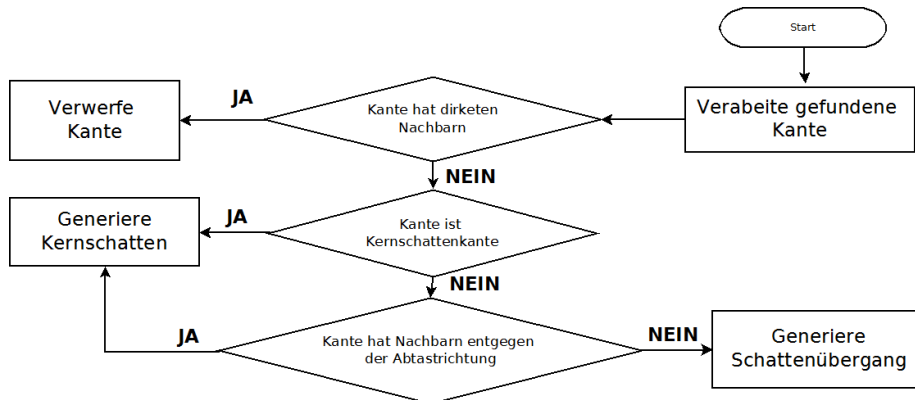 Start
Verabeite gefundene
Kante
Kante hat dirketen
Nachbarn
JA
Verwerfe
Kante
NEIN
Kante ist
Kernschattenkante
JA
Generiere
Kernschatten
NEIN
Kante hat Nachbarn entgegen
der Abtastrichtung
JA
NEIN
Generiere
Schattenübergang